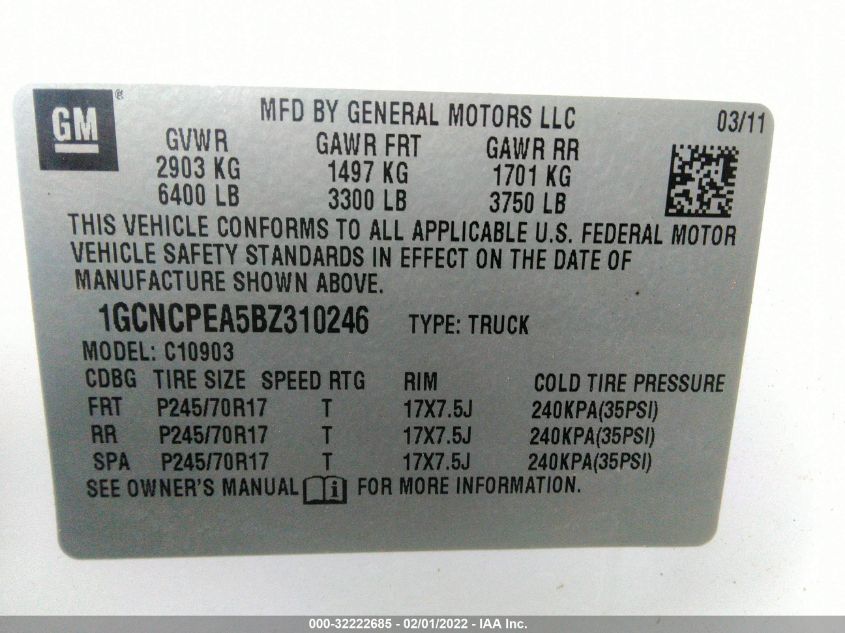 GM ®
MFD BY GENERAL MOTORS LLC 03/11
GVWR GAWR FRT GAWR RR
2903 KG 1497 KG 1701 KG
6400 LB 3300 LB 3750 LB
THIS VEHICLE CONFORMS TO ALL APPLICABLE U.S. FEDERAL MOTOR
VEHICLE SAFETY STANDARDS IN EFFECT ON THE DATE OF
MANUFACTURE SHOWN ABOVE.
1GCNCPEA5BZ310246 TYPE: TRUCK
MODEL: C10903
CDBG TIRE SIZE SPEED RTG RIM COLD TIRE PRESSURE
FRT P245/70R17 T 17X7.5J 240KPA(35PSI)
RR P245/70R17 T 17X7.5J 240KPA(35PSI)
SPA P245/70R17 T 17X7.5J 240KPA(35PSI)
SEE OWNER'S MANUAL i FOR MORE INFORMATION.
000-32222685 - 02/01/2022 - IAA Inc.